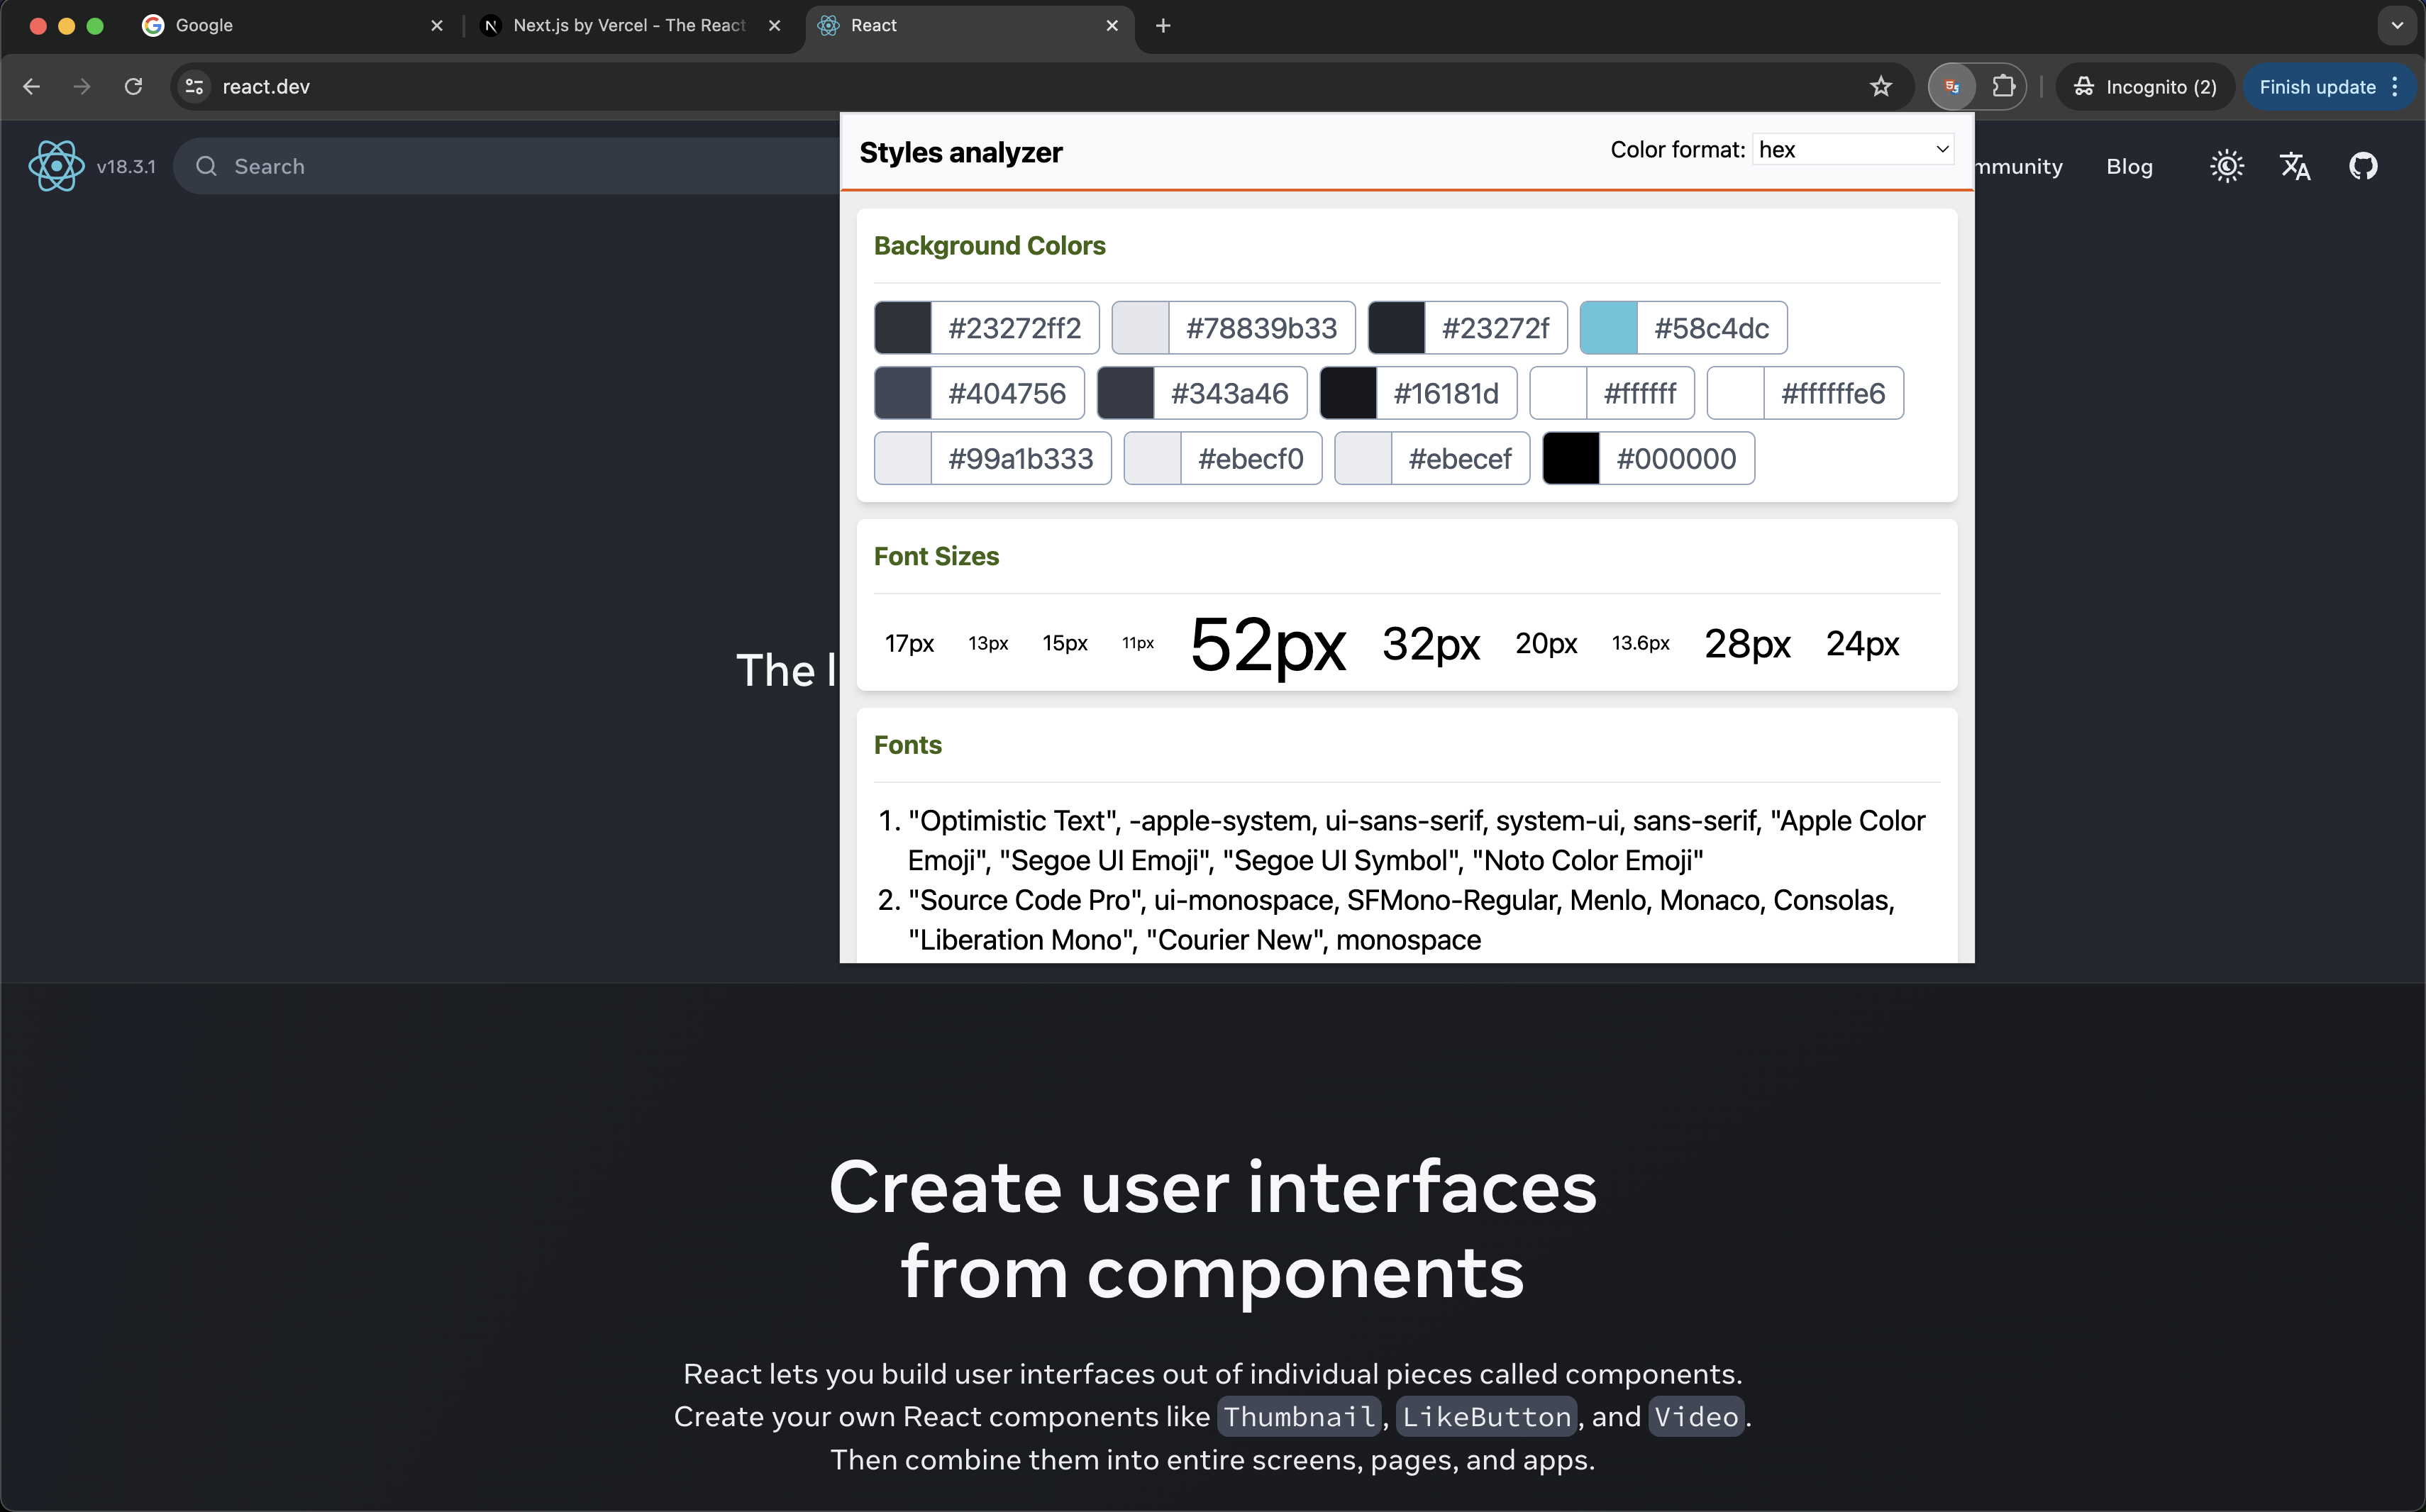 Google
Next.js by Vercel - The React
React
react.dev
Incognito (2)
Finish update
v18.3.1
Search
mmunity
Blog
Styles analyzer
Color format: hex
Background Colors
#23272ff2 #78839b33 #23272f #58c4dc
#404756 #343a46 #16181d #ffffff #ffffffe6
#99a1b333 #ebecf0 #ebecef #000000
Font Sizes
17px 13px 15px 11px 52px 32px 20px 13.6px 28px 24px
The l
Fonts
1. "Optimistic Text", -apple-system, ui-sans-serif, system-ui, sans-serif, "Apple Color
Emoji", "Segoe UI Emoji", "Segoe UI Symbol", "Noto Color Emoji"
2. "Source Code Pro", ui-monospace, SFMono-Regular, Menlo, Monaco, Consolas,
"Liberation Mono", "Courier New", monospace
Create user interfaces
from components
React lets you build user interfaces out of individual pieces called components.
Create your own React components like Thumbnail, LikeButton, and Video.
Then combine them into entire screens, pages, and apps.